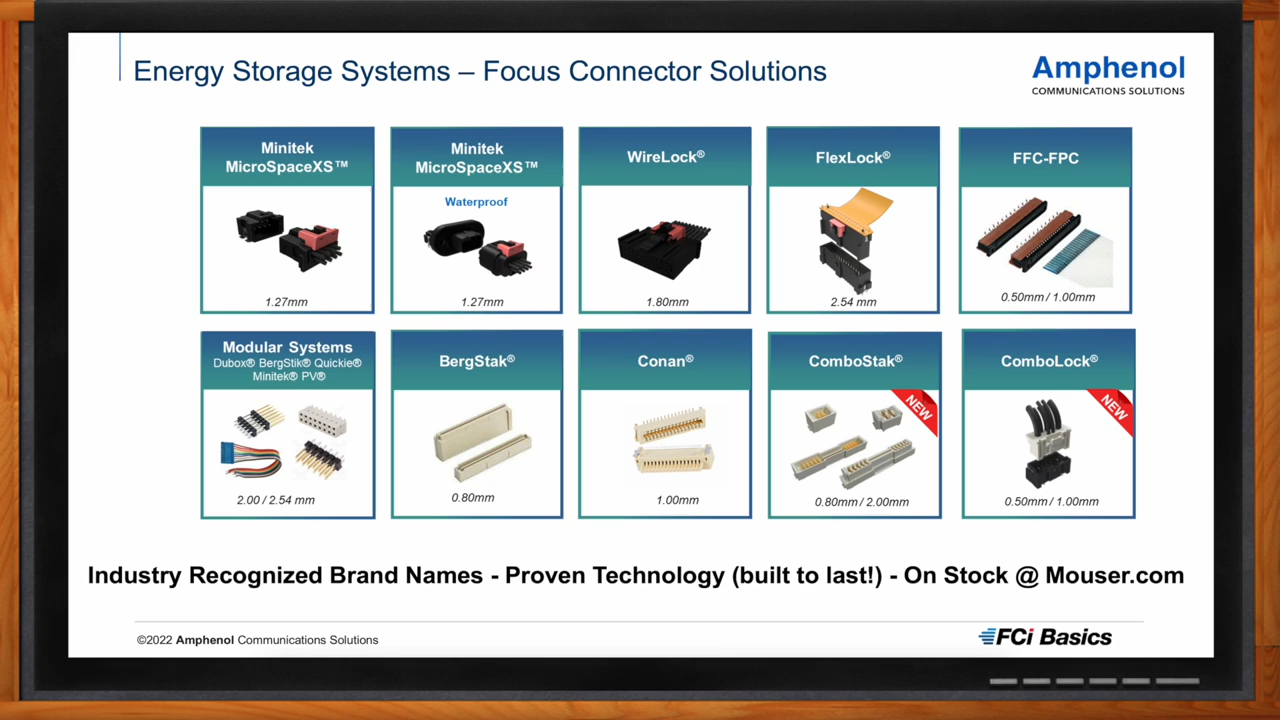 Energy Storage Systems – Focus Connector Solutions
Amphenol
COMMUNICATIONS SOLUTIONS
Minitek
MicroSpaceXS™
1.27mm
Minitek
MicroSpaceXS™
Waterproof
1.27mm
WireLock®
1.80mm
FlexLock®
2.54 mm
FFC-FPC
0.50mm / 1.00mm
Modular Systems
Dubox® BergStik® Quickie®
Minitek® PV®
2.00 / 2.54 mm
BergStak®
0.80mm
Conan®
1.00mm
ComboStak®
NEW
0.80mm / 2.00mm
ComboLock®
NEW
0.50mm / 1.00mm
Industry Recognized Brand Names - Proven Technology (built to last!) - On Stock @ Mouser.com
©2022 Amphenol Communications Solutions
FCi Basics